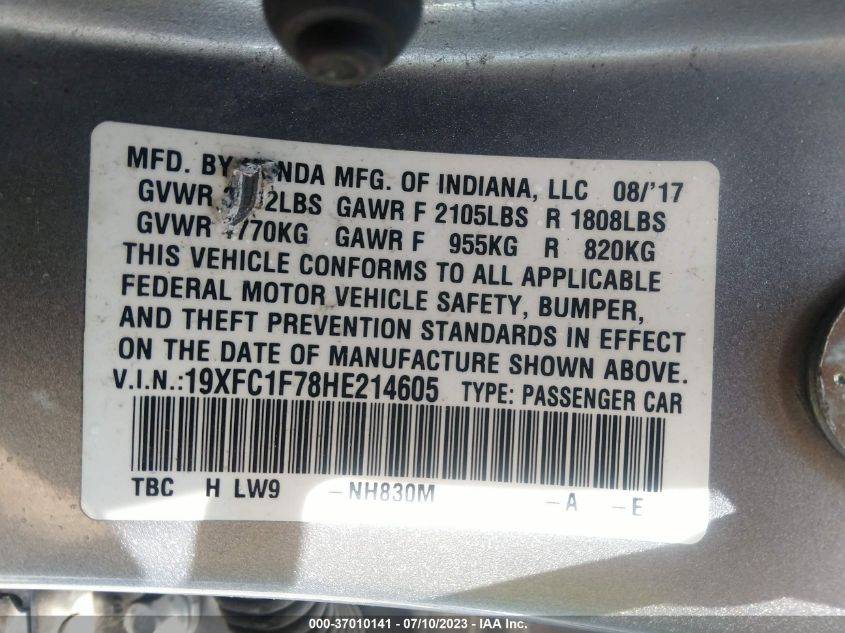 MFD. BY NDA MFG. OF INDIANA, LLC 08/'17
GVWR 2LBS GAWR F 2105LBS R 1808LBS
GVWR 1770KG GAWR F 955KG R 820KG
THIS VEHICLE CONFORMS TO ALL APPLICABLE
FEDERAL MOTOR VEHICLE SAFETY, BUMPER,
AND THEFT PREVENTION STANDARDS IN EFFECT
ON THE DATE OF MANUFACTURE SHOWN ABOVE.
V.I.N.:19XFC1F78HE214605 TYPE: PASSENGER CAR
TBC H LW9 -NH830M -A -E
000-37010141 - 07/10/2023 - IAA Inc.